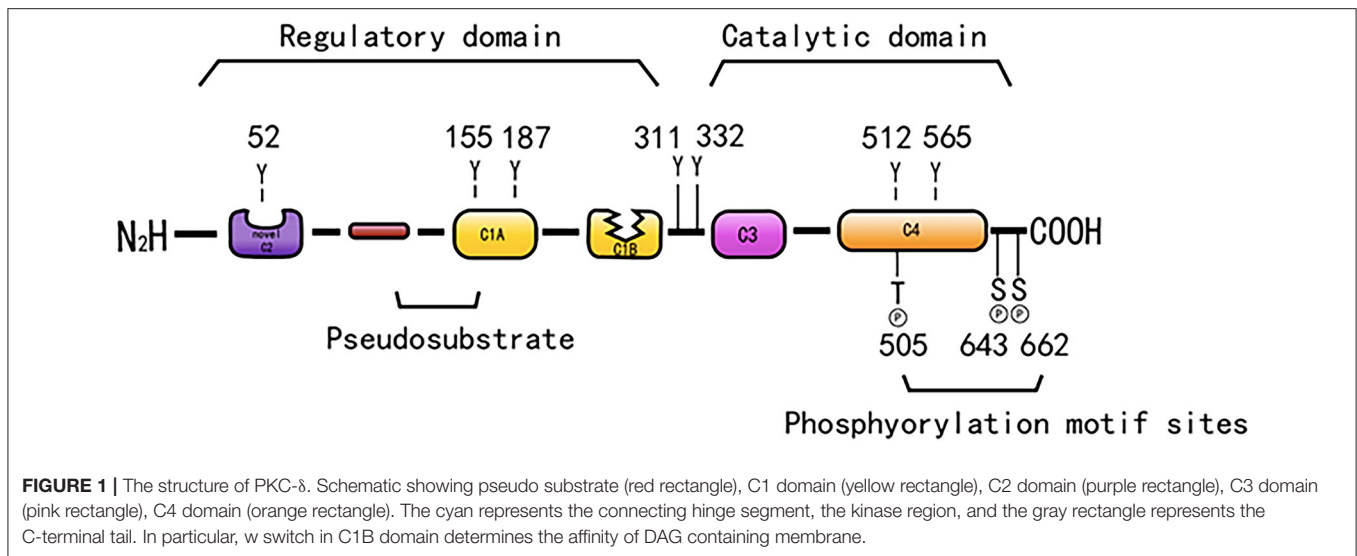 Regulatory domain Catalytic domain
52 155 187 311 332 512 565
Y Y Y Y Y Y Y
N2H novel C2 C1A C1B C3 C4 COOH
T S S
P P P
Pseudosubstrate 505 643 662
Phosphyorylation motif sites
FIGURE 1 | The structure of PKC-δ. Schematic showing pseudo substrate (red rectangle), C1 domain (yellow rectangle), C2 domain (purple rectangle), C3 domain
(pink rectangle), C4 domain (orange rectangle). The cyan represents the connecting hinge segment, the kinase region, and the gray rectangle represents the
C-terminal tail. In particular, w switch in C1B domain determines the affinity of DAG containing membrane.